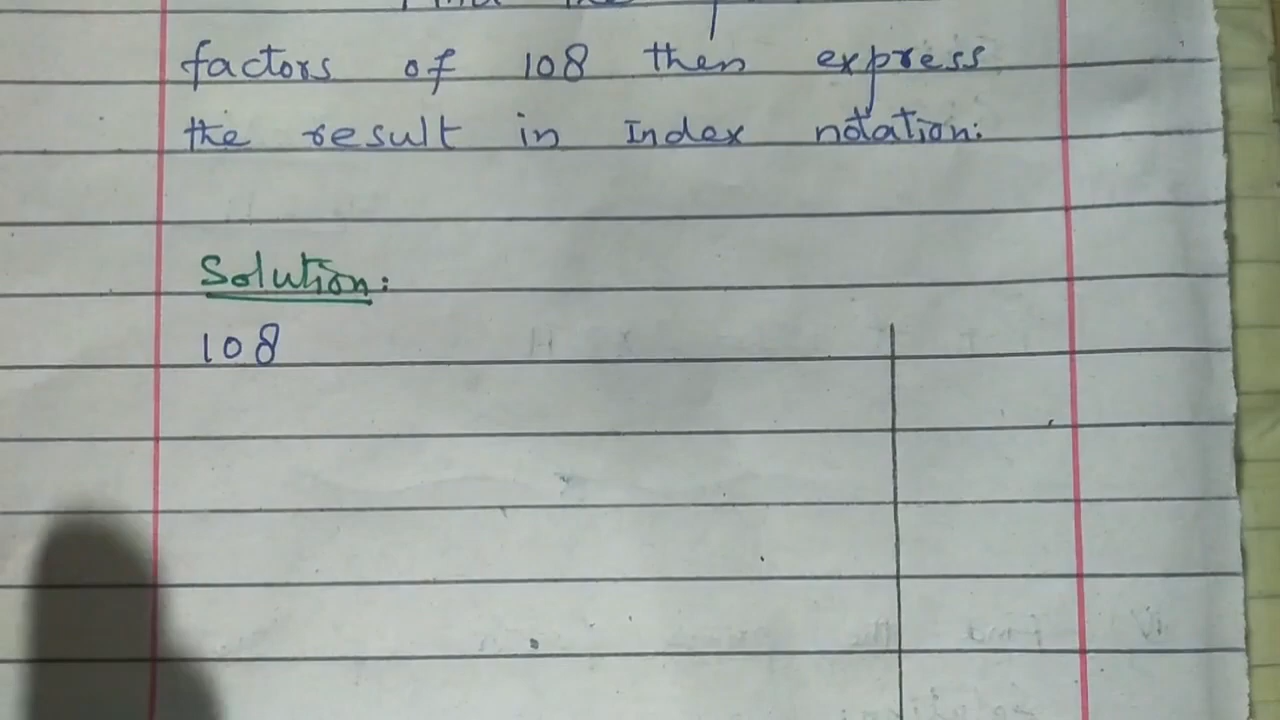 factors of 108 then express
the result in Index notation:
Solution:
108